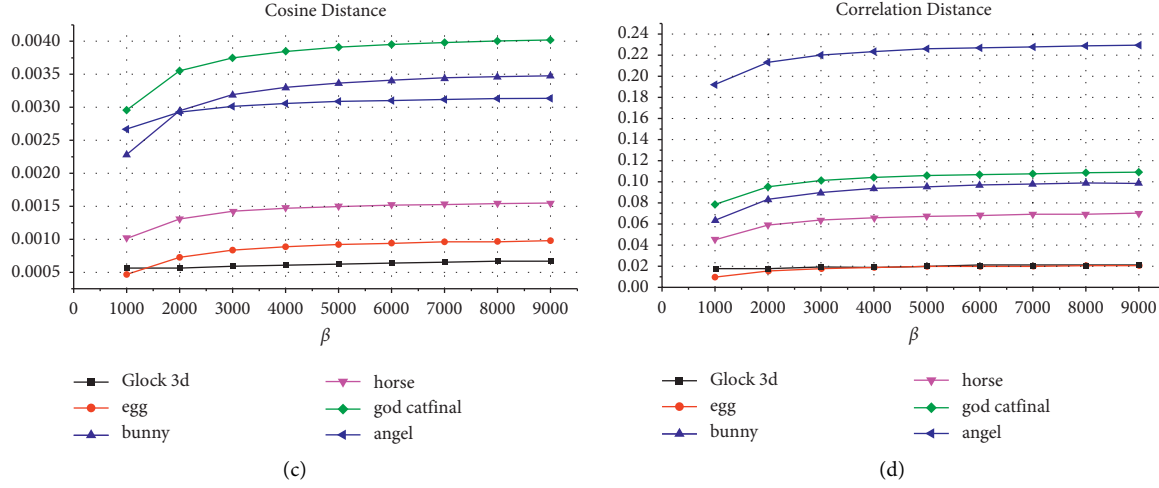 Cosine Distance
0.0040
0.0035
0.0030
0.0025
0.0020
0.0015
0.0010
0.0005
0 1000 2000 3000 4000 5000 6000 7000 8000 9000
β
Glock 3d
egg
bunny
horse
god catfinal
angel
(c)
Correlation Distance
0.24
0.22
0.20
0.18
0.16
0.14
0.12
0.10
0.08
0.06
0.04
0.02
0.00
0 1000 2000 3000 4000 5000 6000 7000 8000 9000
β
Glock 3d
egg
bunny
horse
god catfinal
angel
(d)